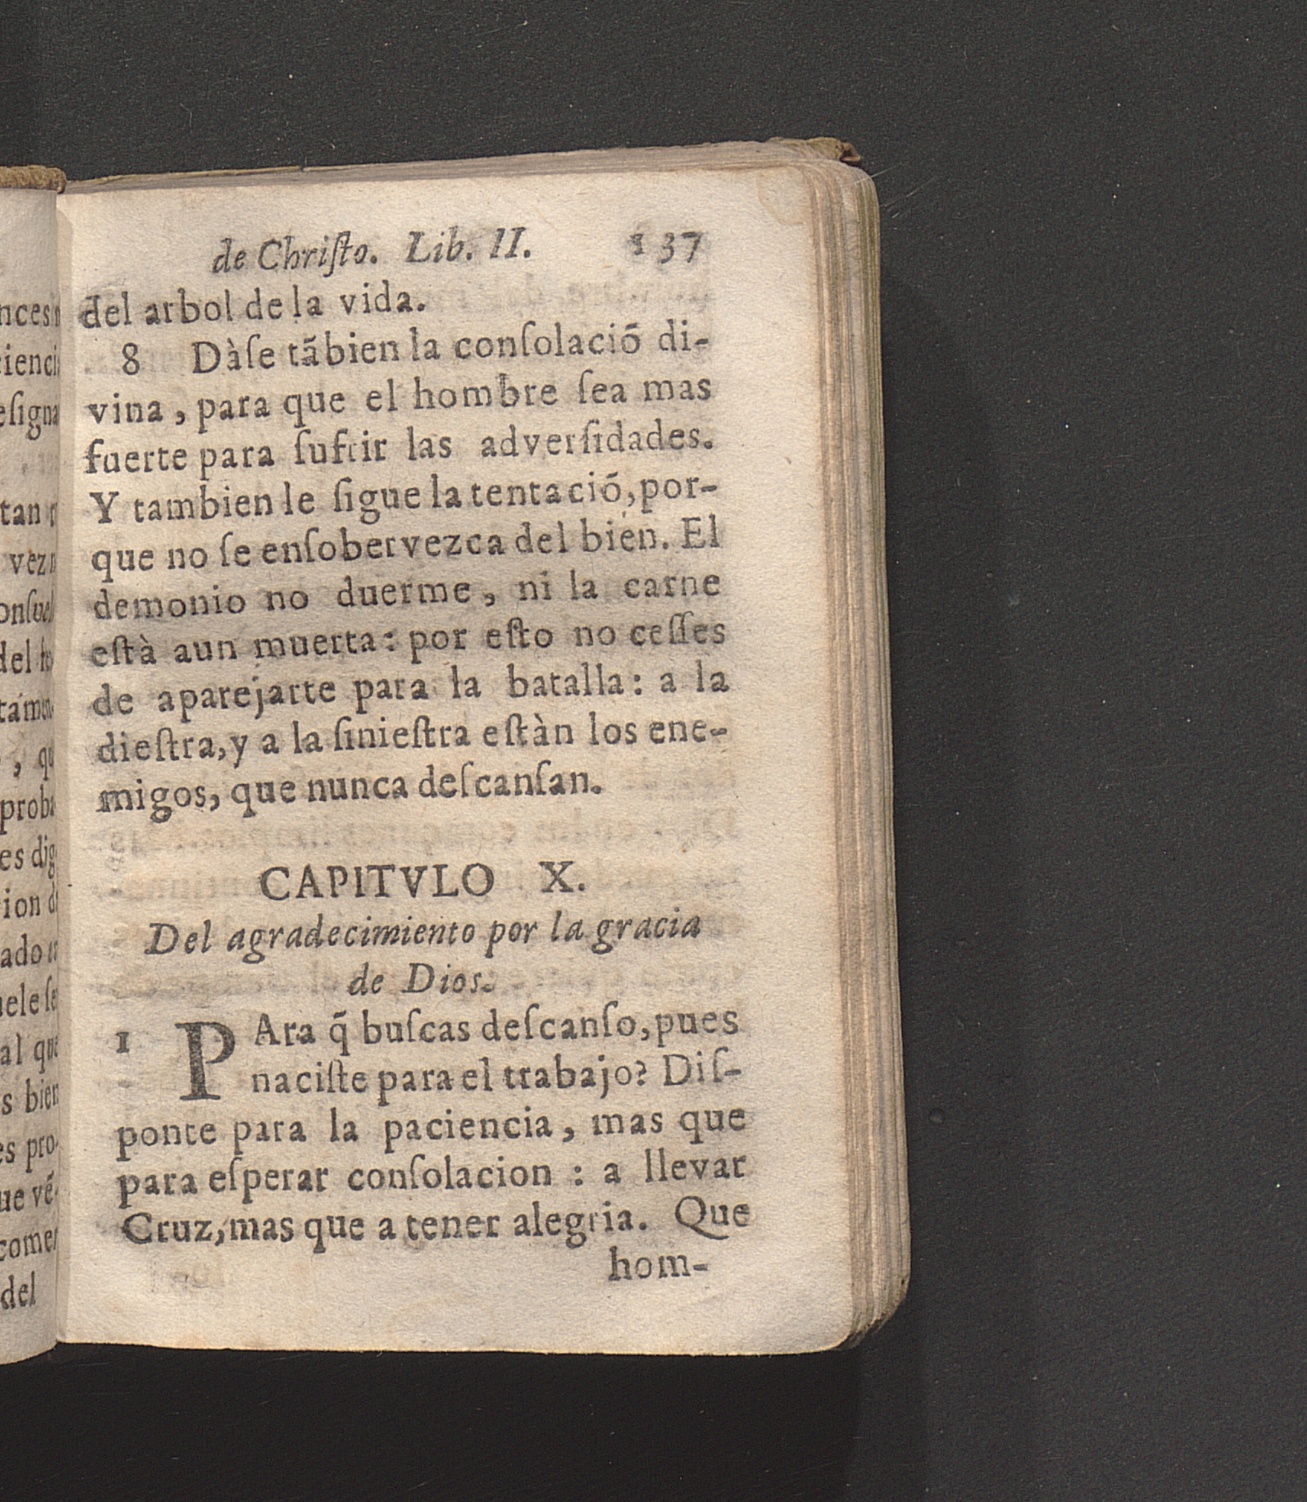 de Chriſto. Lib. II. 137
del arbol de la vida.
8 Dàſe tãbien la conſolaciõ di-
vina, para que el hombre ſea mas
fuerte para ſufrir las adverſidades.
Y tambien le ſigue la tentaciõ, por-
que no ſe enſobervezca del bien. El
demonio no duerme, ni la carne
eſtà aun muerta: por eſto no ceſſes
de aparejarte para la batalla: a la
dieſtra, y a la ſinieſtra eſtàn los ene-
migos, que nunca deſcanſan.
CAPITVLO X.
Del agradecimiento por la gracia
de Dios.
1 PAra q̃ buſcas deſcanſo, pues
naciſte para el trabajo? Diſ-
ponte para la paciencia, mas que
para eſperar conſolacion : a llevar
Cruz, mas que a tener alegria. Que
hom-